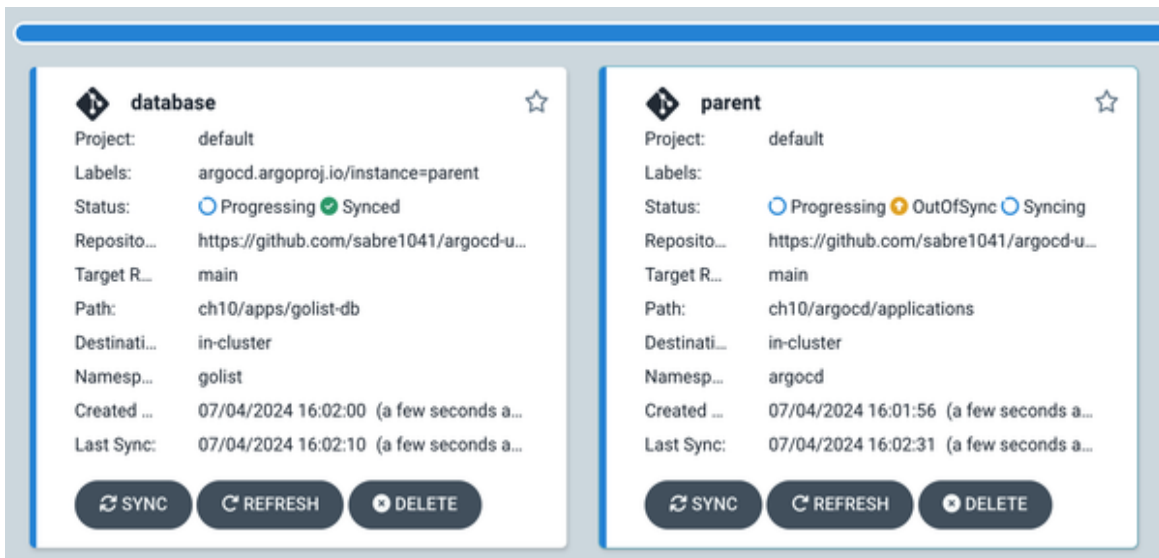 database
Project: default
Labels: argocd.argoproj.io/instance=parent
Status: Progressing Synced
Reposito... https://github.com/sabre1041/argocd-u...
Target R... main
Path: ch10/apps/golist-db
Destinati... in-cluster
Namesp... golist
Created ... 07/04/2024 16:02:00 (a few seconds a...
Last Sync: 07/04/2024 16:02:10 (a few seconds a...
SYNC REFRESH DELETE
parent
Project: default
Labels:
Status: Progressing OutOfSync Syncing
Reposito... https://github.com/sabre1041/argocd-u...
Target R... main
Path: ch10/argocd/applications
Destinati... in-cluster
Namesp... argocd
Created ... 07/04/2024 16:01:56 (a few seconds a...
Last Sync: 07/04/2024 16:02:31 (a few seconds a...
SYNC REFRESH DELETE